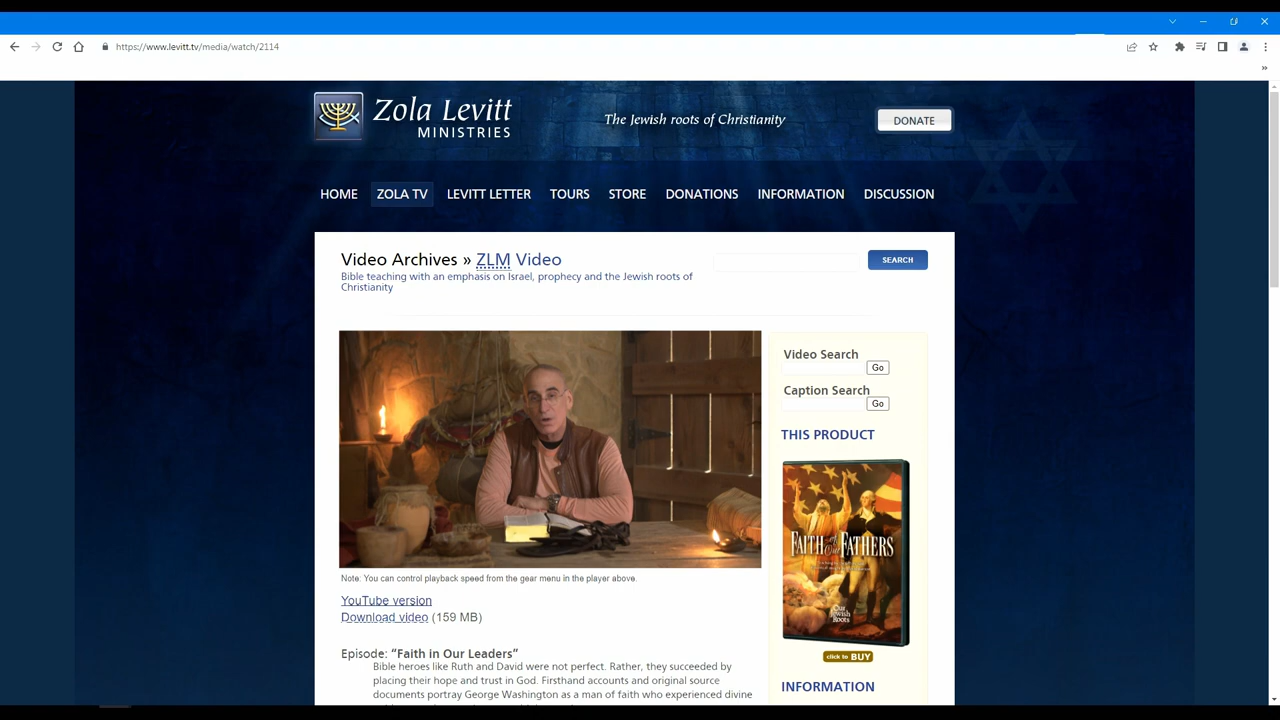 https://www.levitt.tv/media/watch/2114
Zola Levitt
MINISTRIES
The Jewish roots of Christianity
DONATE
HOME
ZOLA TV
LEVITT LETTER
TOURS
STORE
DONATIONS
INFORMATION
DISCUSSION
Video Archives » ZLM Video
SEARCH
Bible teaching with an emphasis on Israel, prophecy and the Jewish roots of
Christianity
Video Search
Go
Caption Search
Go
THIS PRODUCT
FAITH of Our FATHERS
Our
Jewish
Roots
click to BUY
INFORMATION
Note: You can control playback speed from the gear menu in the player above.
YouTube version
Download video (159 MB)
Episode: “Faith in Our Leaders”
Bible heroes like Ruth and David were not perfect. Rather, they succeeded by
placing their hope and trust in God. Firsthand accounts and original source
documents portray George Washington as a man of faith who experienced divine